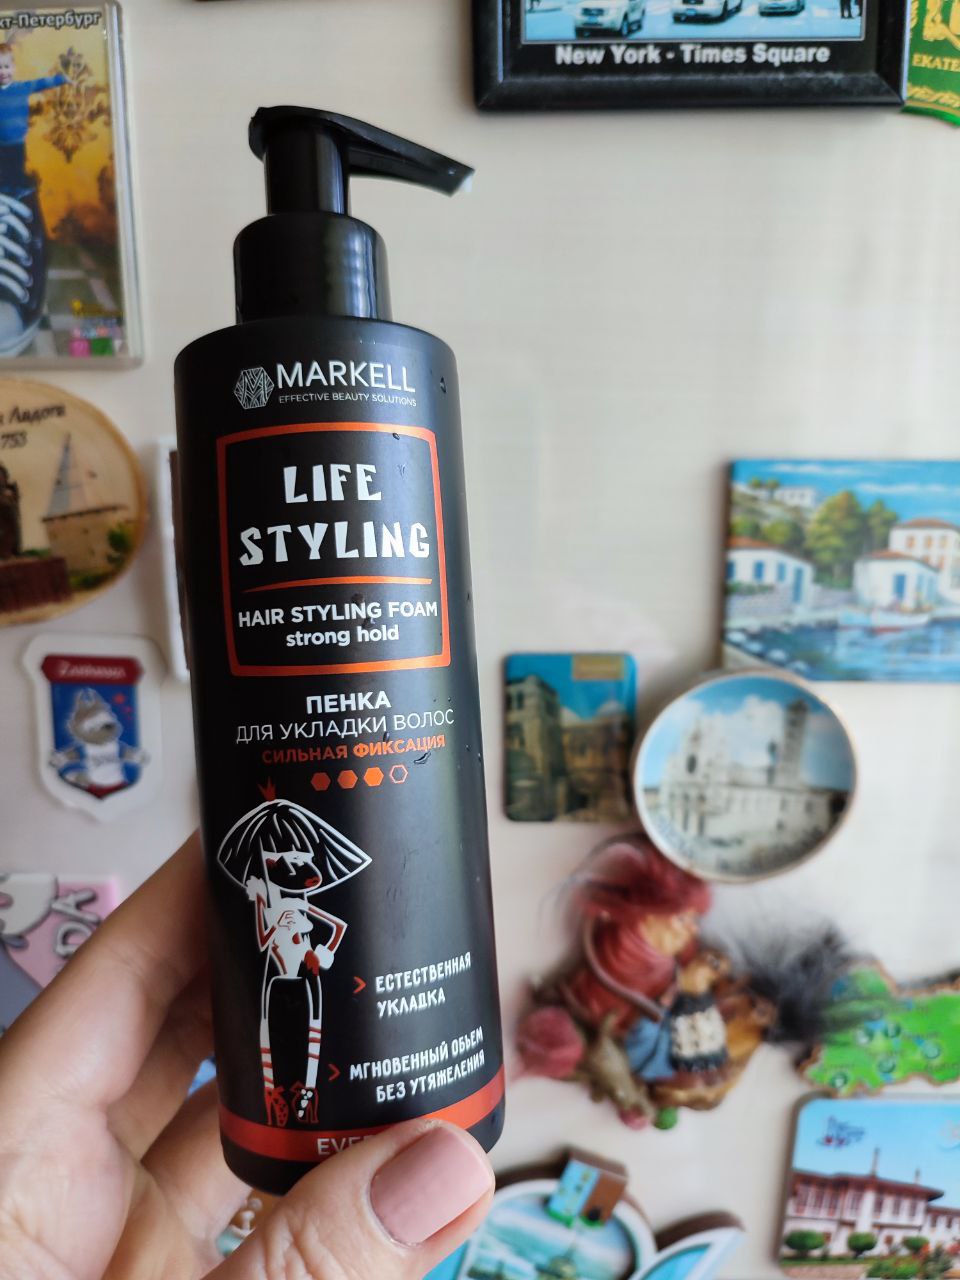 New York - Times Square
MARKELL
EFFECTIVE BEAUTY SOLUTIONS
LIFE
STYLING
HAIR STYLING FOAM
strong hold
ПЕНКА
ДЛЯ УКЛАДКИ ВОЛОС
СИЛЬНАЯ ФИКСАЦИЯ
ЕСТЕСТВЕННАЯ
УКЛАДКА
МГНОВЕННЫЙ ОБЪЕМ
БЕЗ УТЯЖЕЛЕНИЯ